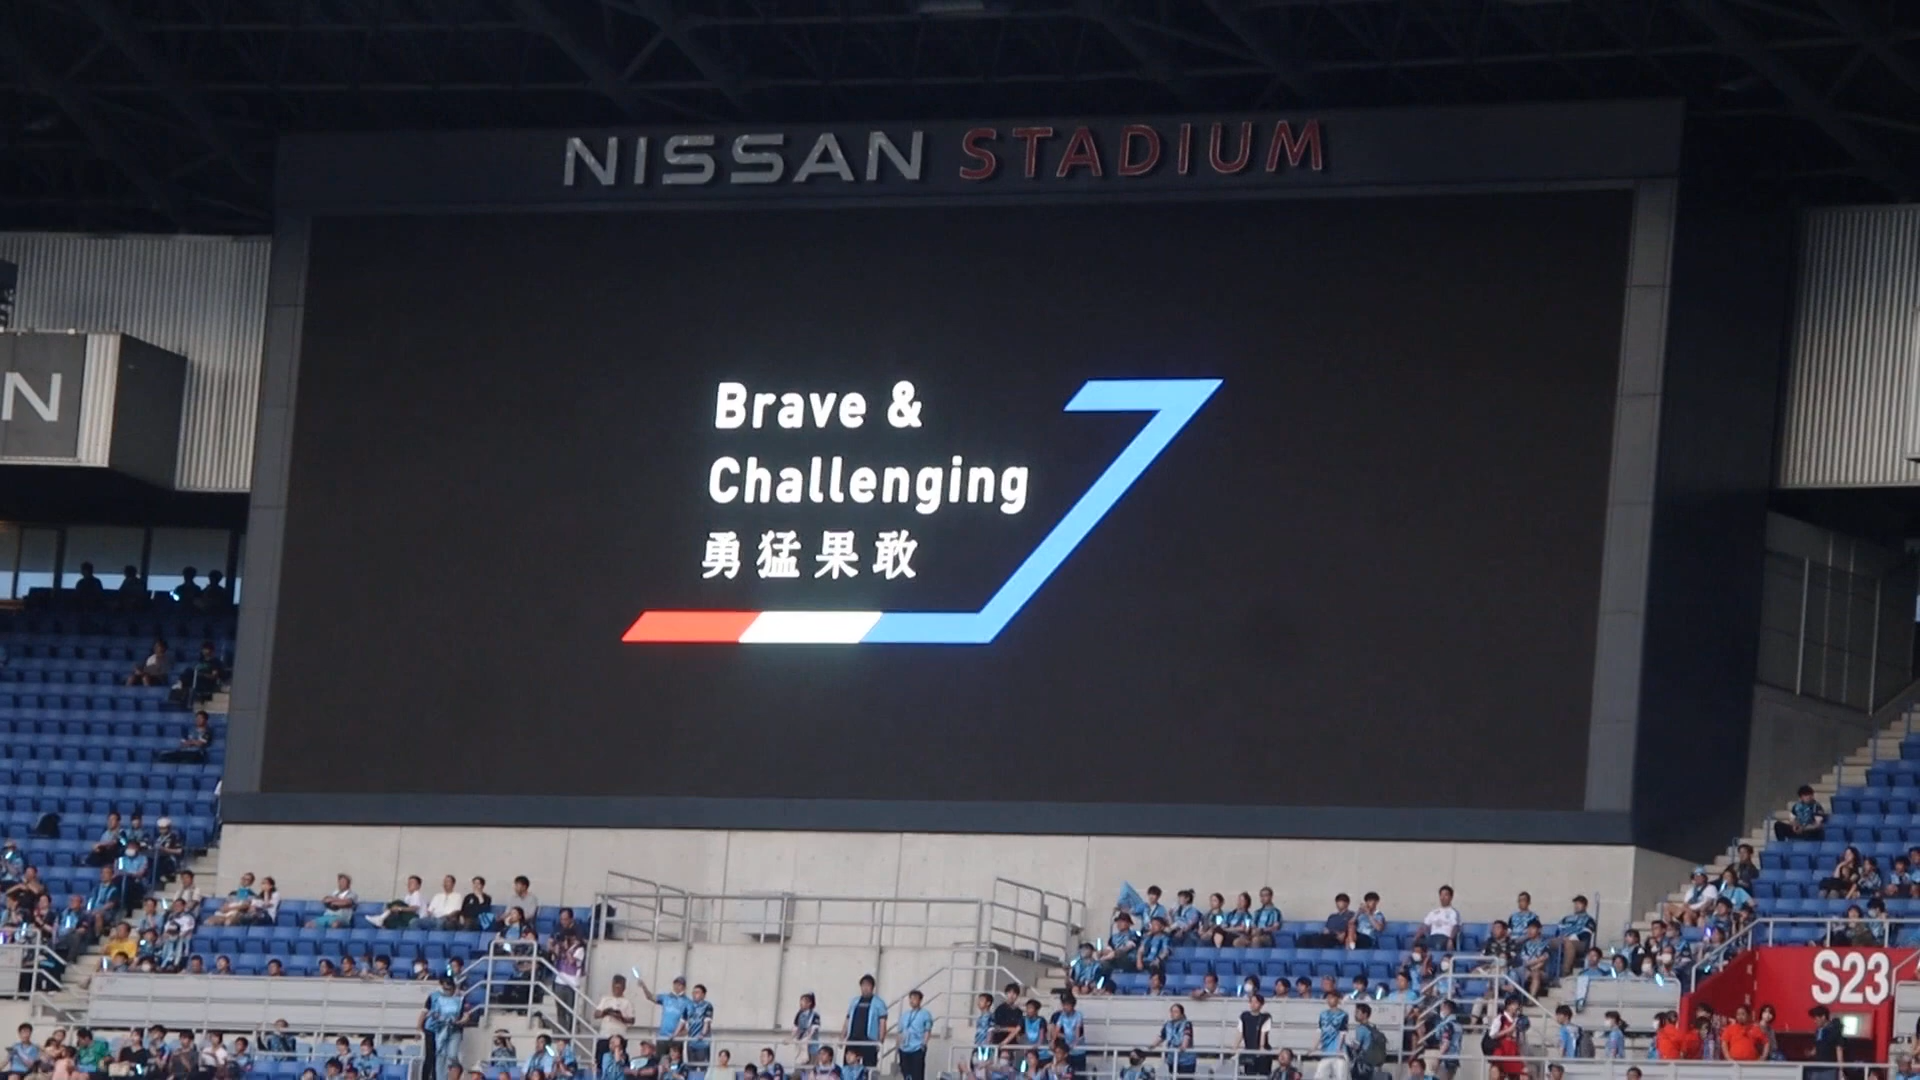 NISSAN STADIUM
N
Brave &
Challenging
勇猛果敢
S23